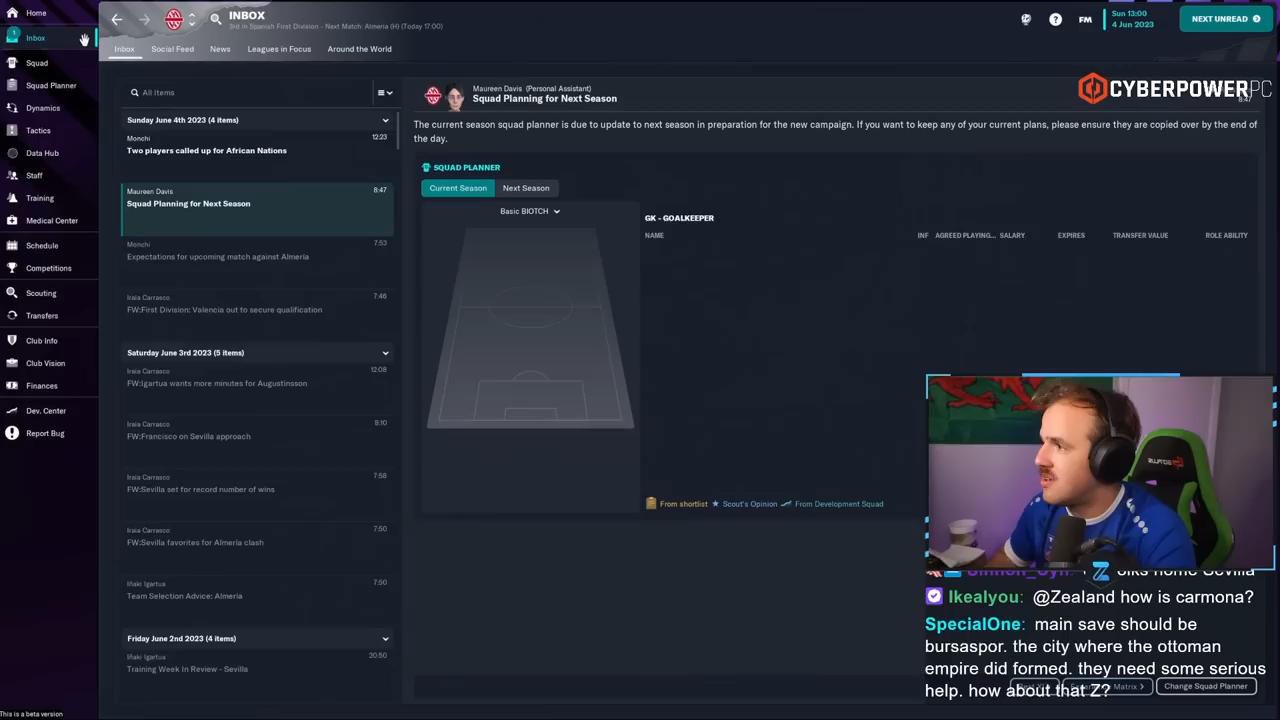 Home
INBOX
3rd in Spanish First Division - Next Match: Almeria (H) (Today 17:00)
FM
Sun 13:00
4 Jun 2023
NEXT UNREAD
1
Inbox
Squad
Squad Planner
Dynamics
Tactics
Data Hub
Staff
Training
Medical Center
Schedule
Competitions
Scouting
Transfers
Club Info
Club Vision
Finances
Dev. Center
Report Bug
This is a beta version
Inbox Social Feed News Leagues in Focus Around the World
All Items
Sunday June 4th 2023 (4 items)
Monchi 12:23
Two players called up for African Nations
Maureen Davis 8:47
Squad Planning for Next Season
Monchi 7:53
Expectations for upcoming match against Almeria
Iraia Carrasco 7:46
FW:First Division: Valencia out to secure qualification
Saturday June 3rd 2023 (5 items)
Iraia Carrasco 12:08
FW:Igartua wants more minutes for Augustinsson
Iraia Carrasco 8:10
FW:Francisco on Sevilla approach
Iraia Carrasco 7:58
FW:Sevilla set for record number of wins
Iraia Carrasco 7:50
FW:Sevilla favorites for Almeria clash
Iñaki Igartua 7:50
Team Selection Advice: Almeria
Friday June 2nd 2023 (4 items)
Iñaki Igartua 20:50
Training Week In Review - Sevilla
Maureen Davis (Personal Assistant)
Squad Planning for Next Season
CYBERPOWERPC
8:47
The current season squad planner is due to update to next season in preparation for the new campaign. If you want to keep any of your current plans, please ensure they are copied over by the end of
the day.
SQUAD PLANNER
Current Season Next Season
Basic BIOTCH
GK - GOALKEEPER
NAME INF AGREED PLAYING... SALARY EXPIRES TRANSFER VALUE ROLE ABILITY
From shortlist Scout's Opinion From Development Squad
home Sevilla
Ikealyou: @Zealand how is carmona?
SpecialOne: main save should be
bursaspor. the city where the ottoman
empire did formed. they need some serious
help. how about that Z?
Matrix
Change Squad Planner